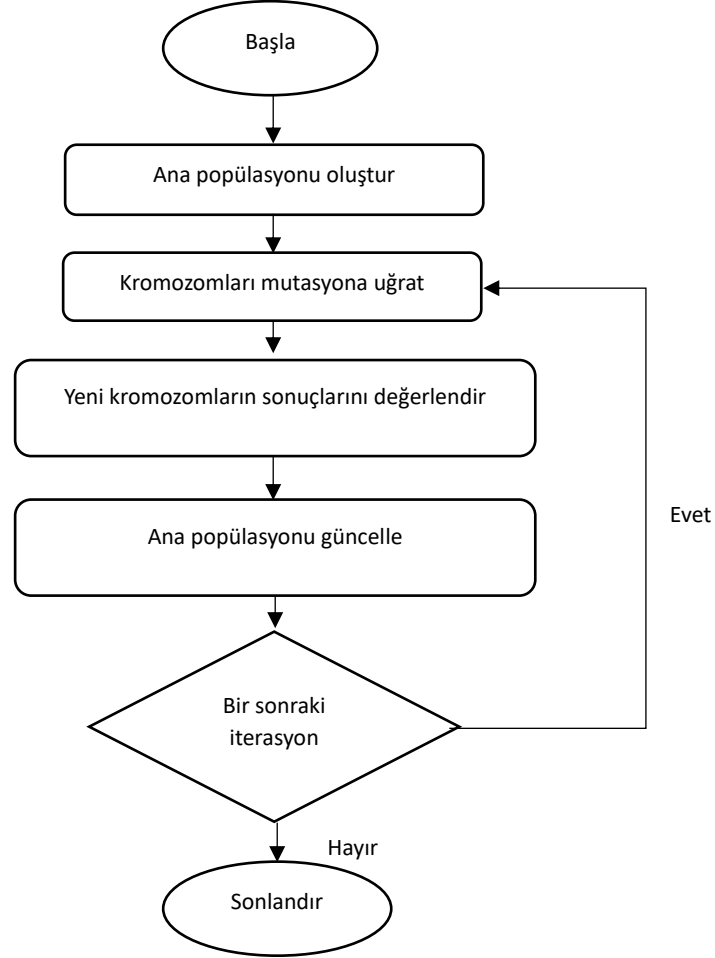 Başla
Ana popülasyonu oluştur
Kromozomları mutasyona uğrat
Yeni kromozomların sonuçlarını değerlendir
Ana popülasyonu güncelle
Evet
Bir sonraki
iterasyon
Hayır
Sonlandır